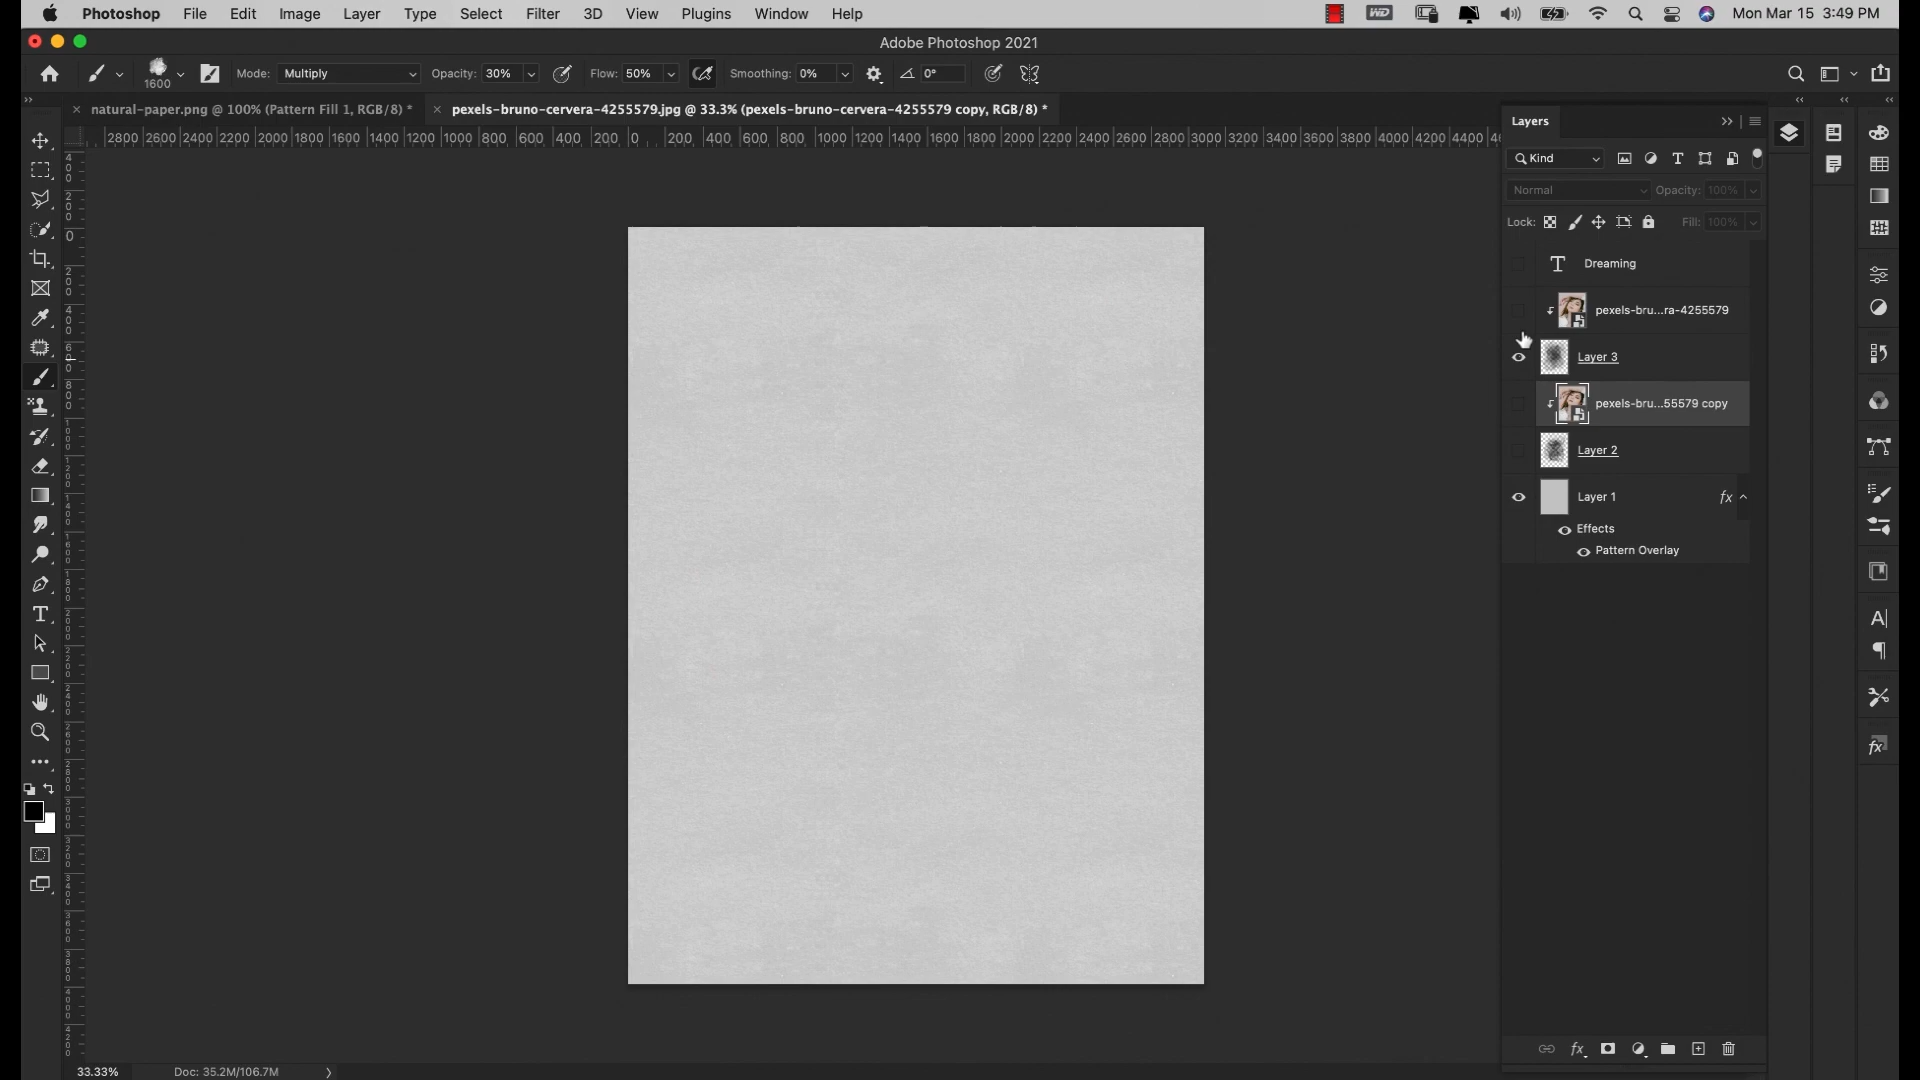 Photoshop File Edit Image Layer Type Select Filter 3D View Plugins Window Help Mon Mar 15 3:49 PM
Adobe Photoshop 2021
1600 Mode: Multiply Opacity: 30% Flow: 50% Smoothing: 0% 0°
natural-paper.png @ 100% (Pattern Fill 1, RGB/8) * pexels-bruno-cervera-4255579.jpg @ 33.3% (pexels-bruno-cervera-4255579 copy, RGB/8) *
2800 2600 2400 2200 2000 1800 1600 1400 1200 1000 800 600 400 200 0 200 400 600 800 1000 1200 1400 1600 1800 2000 2200 2400 2600 2800 3000 3200 3400 3600 3800 4000 4200 4400
Layers
Kind
Normal Opacity: 100%
Lock: Fill: 100%
Dreaming
pexels-bru...ra-4255579
Layer 3
pexels-bru...55579 copy
Layer 2
Layer 1 fx
Effects
Pattern Overlay
33.33% Doc: 35.2M/106.7M